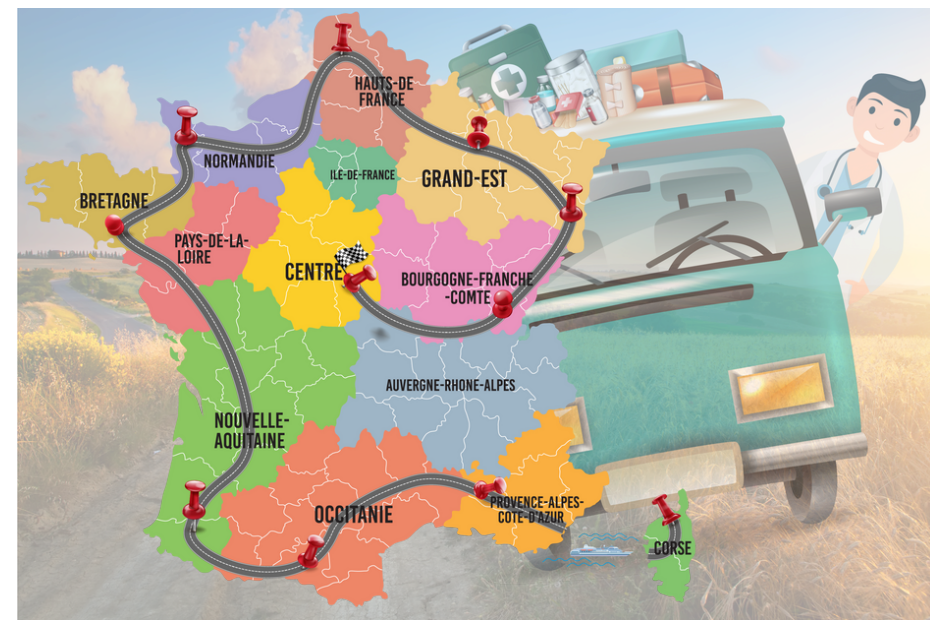 HAUTS-DE
FRANCE
NORMANDIE
ILE-DE-FRANCE
GRAND-EST
BRETAGNE
PAYS-DE-LA-
LOIRE
CENTRE
BOURGOGNE-FRANCHE
-COMTE
AUVERGNE-RHONE-ALPES
NOUVELLE-
AQUITAINE
OCCITANIE
PROVENCE-ALPES-
COTE-D'AZUR
CORSE